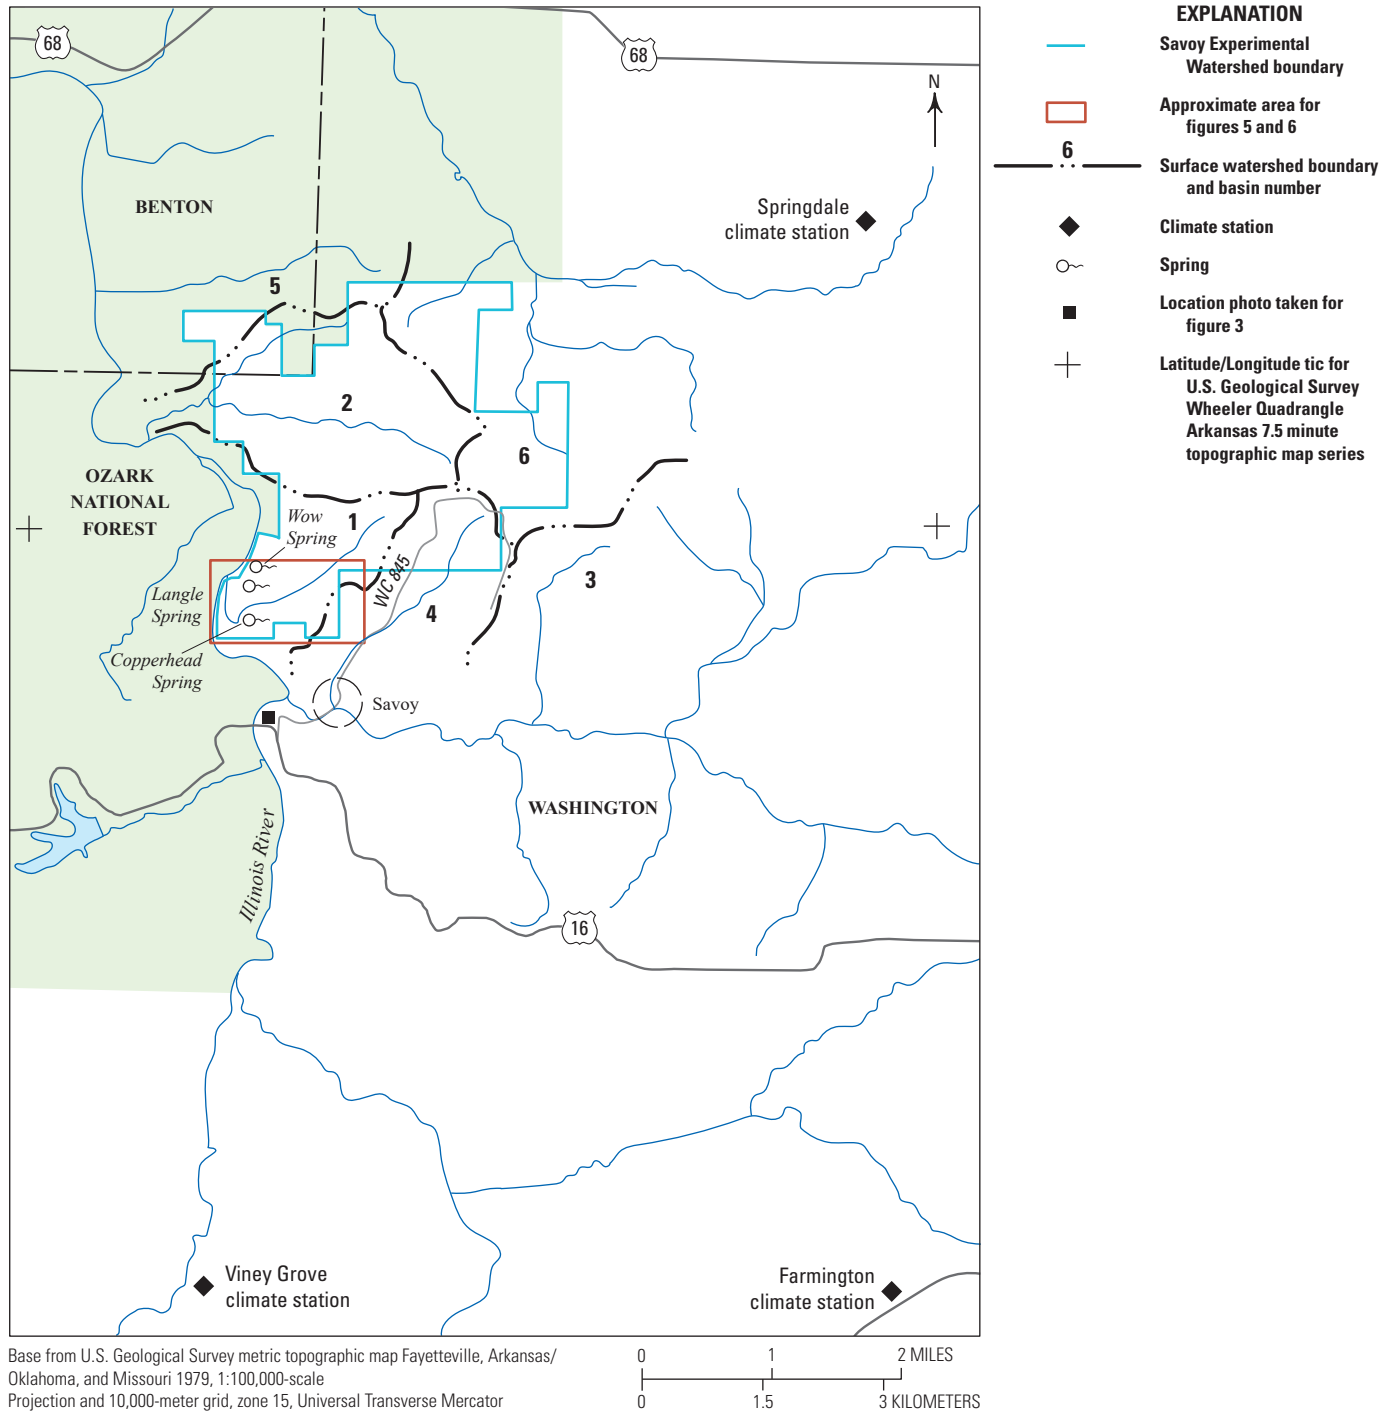 68
68
N
BENTON
Springdale
climate station
5
2
6
OZARK
NATIONAL
FOREST
1
Wow
Spring
WC 845
3
Langle
Spring
4
Copperhead
Spring
Savoy
WASHINGTON
Illinois River
16
Viney Grove
climate station
Farmington
climate station
EXPLANATION
Savoy Experimental
Watershed boundary
Approximate area for
figures 5 and 6
6
Surface watershed boundary
and basin number
Climate station
Spring
Location photo taken for
figure 3
Latitude/Longitude tic for
U.S. Geological Survey
Wheeler Quadrangle
Arkansas 7.5 minute
topographic map series
Base from U.S. Geological Survey metric topographic map Fayetteville, Arkansas/
Oklahoma, and Missouri 1979, 1:100,000-scale
Projection and 10,000-meter grid, zone 15, Universal Transverse Mercator
0 1 2 MILES
0 1.5 3 KILOMETERS